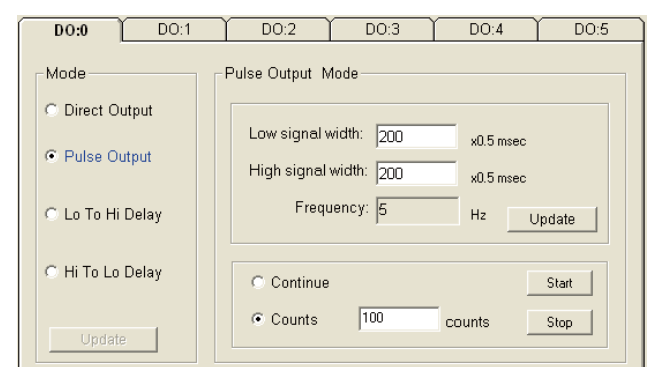 DO:0 DO:1 DO:2 DO:3 DO:4 DO:5
Mode
Direct Output
Pulse Output
Lo To Hi Delay
Hi To Lo Delay
Update
Pulse Output Mode
Low signal width: 200 x0.5 msec
High signal width: 200 x0.5 msec
Frequency: 5 Hz Update
Continue Start
Counts 100 counts Stop